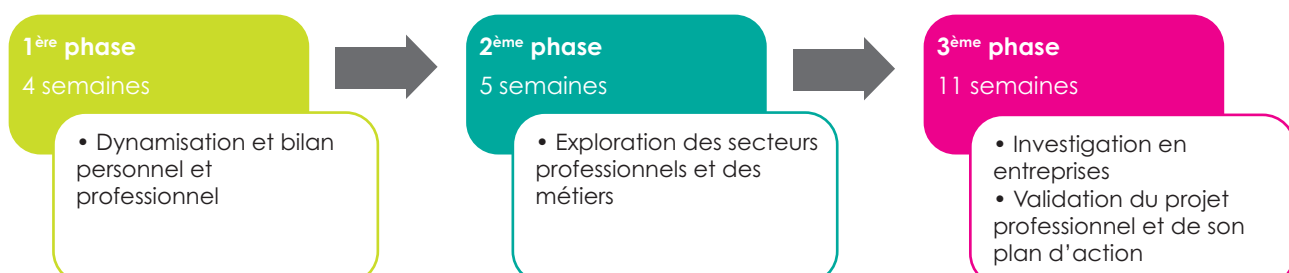 1ère phase
4 semaines
• Dynamisation et bilan
personnel et
professionnel
2ème phase
5 semaines
• Exploration des secteurs
professionnels et des
métiers
3ème phase
11 semaines
• Investigation en
entreprises
• Validation du projet
professionnel et de son
plan d’action